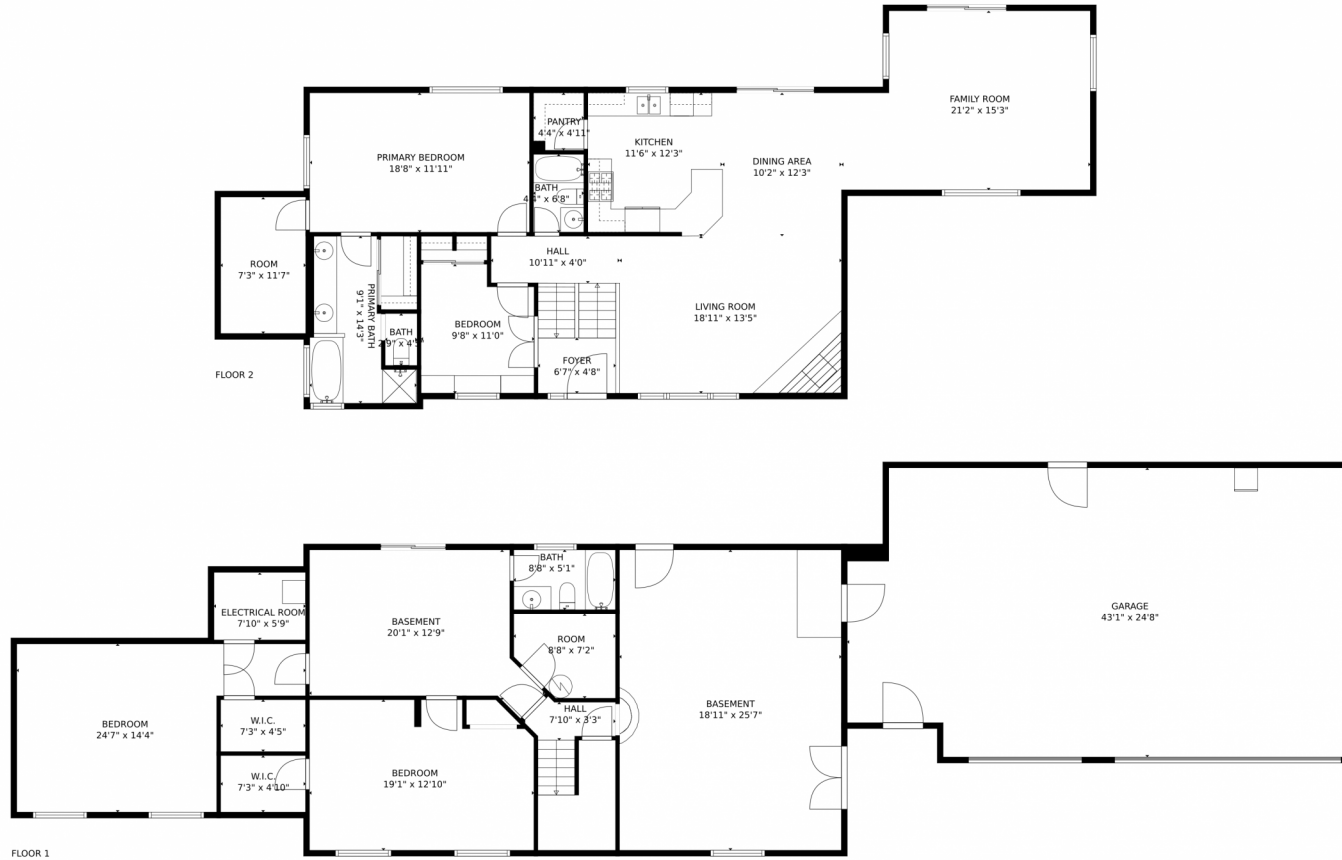 FAMILY ROOM
21'2" x 15'3"
PANTRY
4'4" x 4'11"
KITCHEN
11'6" x 12'3"
PRIMARY BEDROOM
18'8" x 11'11"
DINING AREA
10'2" x 12'3"
BATH
6'8"
HALL
10'11" x 4'0"
ROOM
7'3" x 11'7"
PRIMARY BATH
9'1" x 14'3"
LIVING ROOM
18'11" x 13'5"
BEDROOM
9'8" x 11'0"
BATH
FOYER
6'7" x 4'8"
FLOOR 2
BATH
8'8" x 5'1"
GARAGE
43'1" x 24'8"
ELECTRICAL ROOM
7'10" x 5'9"
BASEMENT
20'1" x 12'9"
ROOM
8'8" x 7'2"
BASEMENT
18'11" x 25'7"
HALL
7'10" x 3'3"
BEDROOM
24'7" x 14'4"
W.I.C.
7'3" x 4'5"
W.I.C.
7'3" x 4'10"
BEDROOM
19'1" x 12'10"
FLOOR 1